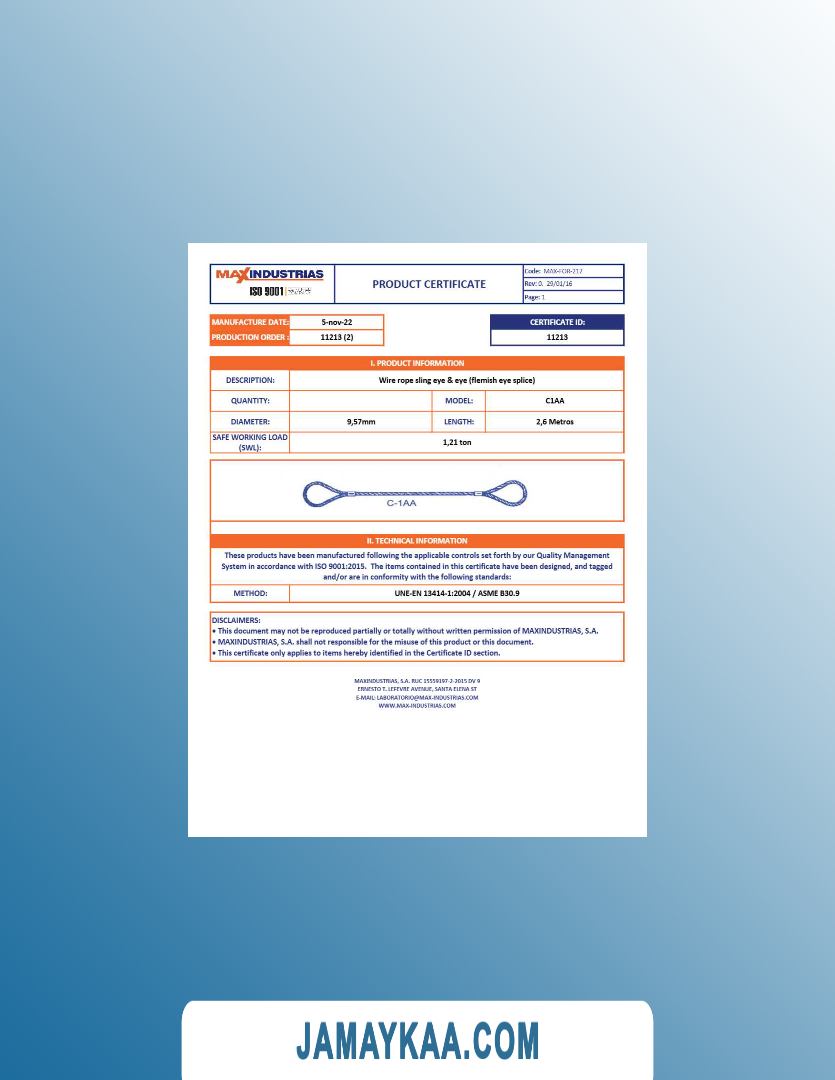 MAXINDUSTRIAS
ISO 9001
PRODUCT CERTIFICATE
Code: MAX-FOR-217
Rev: 0. 29/01/16
Page: 1
MANUFACTURE DATE: 5-nov-22
PRODUCTION ORDER : 11213 (2)
CERTIFICATE ID:
11213
I. PRODUCT INFORMATION
DESCRIPTION: Wire rope sling eye & eye (flemish eye splice)
QUANTITY: MODEL: C1AA
DIAMETER: 9,57mm LENGTH: 2,6 Metros
SAFE WORKING LOAD
(SWL): 1,21 ton
C-1AA
II. TECHNICAL INFORMATION
These products have been manufactured following the applicable controls set forth by our Quality Management
System in accordance with ISO 9001:2015. The items contained in this certificate have been designed, and tagged
and/or are in conformity with the following standards:
METHOD: UNE-EN 13414-1:2004 / ASME B30.9
DISCLAIMERS:
• This document may not be reproduced partially or totally without written permission of MAXINDUSTRIAS, S.A.
• MAXINDUSTRIAS, S.A. shall not responsible for the misuse of this product or this document.
• This certificate only applies to items hereby identified in the Certificate ID section.
MAXINDUSTRIAS, S.A. RUC 15559197-2-2015 DV 9
ERNESTO T. LEFEVRE AVENUE, SANTA ELENA ST
E-MAIL: LABORATORIO@MAX-INDUSTRIAS.COM
WWW.MAX-INDUSTRIAS.COM
JAMAYKAA.COM